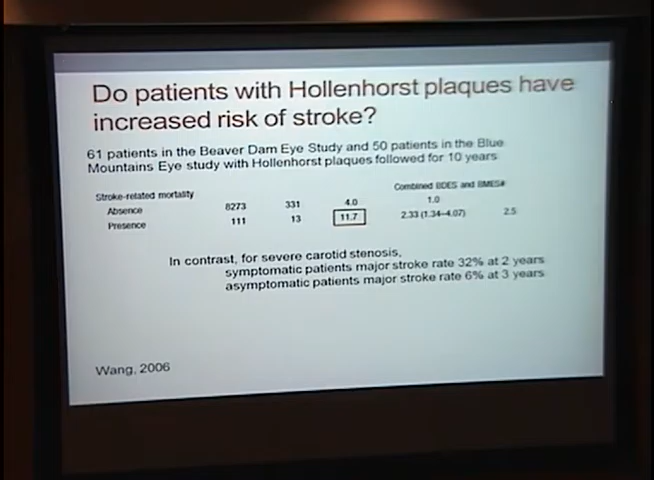 Do patients with Hollenhorst plaques have
increased risk of stroke?
61 patients in the Beaver Dam Eye Study and 50 patients in the Blue
Mountains Eye study with Hollenhorst plaques followed for 10 years
Combined BDES and BMES#
Stroke-related mortality
Absence 8273 331 4.0 1.0
Presence 111 13 11.7 2.33 (1.34–4.07) 2.5
In contrast, for severe carotid stenosis,
symptomatic patients major stroke rate 32% at 2 years
asymptomatic patients major stroke rate 6% at 3 years
Wang, 2006